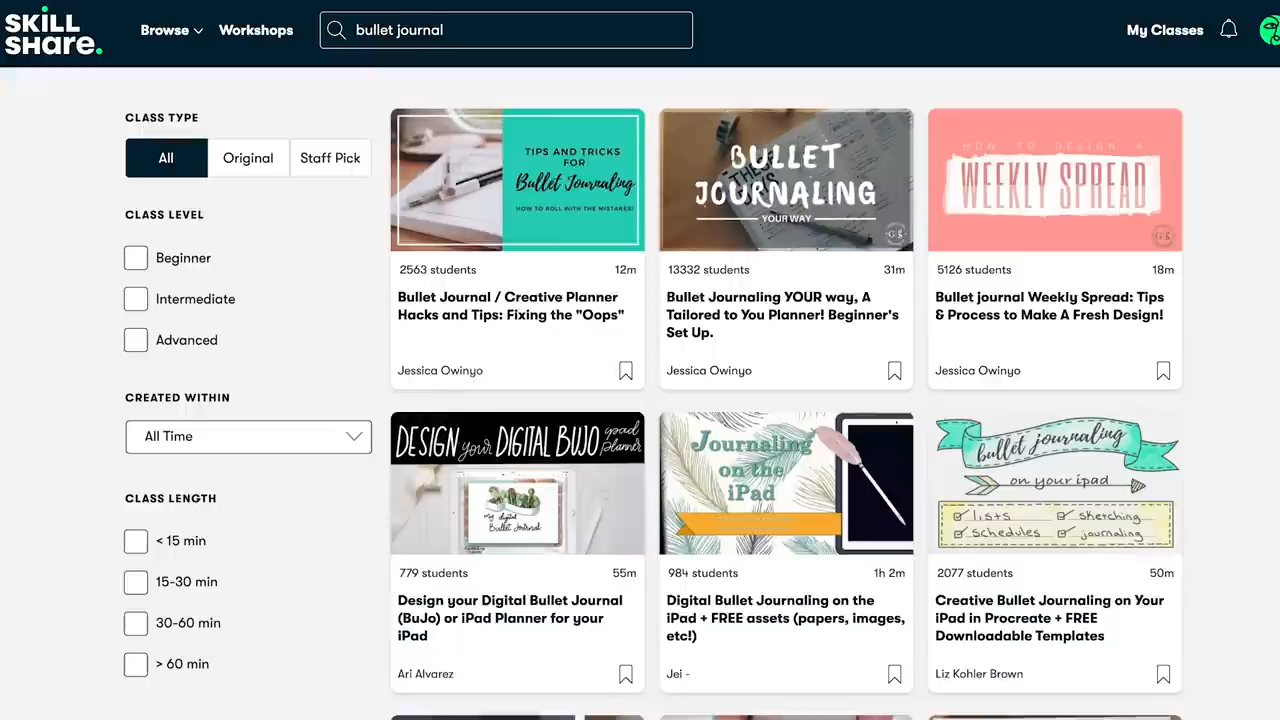 SKILL
SHARE.
Browse
Workshops
bullet journal
My Classes
CLASS TYPE
All
Original
Staff Pick
CLASS LEVEL
Beginner
Intermediate
Advanced
CREATED WITHIN
All Time
CLASS LENGTH
< 15 min
15-30 min
30-60 min
> 60 min
TIPS AND TRICKS
FOR
Bullet Journaling
HOW TO ROLL WITH THE MISTAKES!
2563 students
12m
Bullet Journal / Creative Planner
Hacks and Tips: Fixing the "Oops"
Jessica Owinyo
BULLET
JOURNALING
YOUR WAY
GS
13332 students
31m
Bullet Journaling YOUR way, A
Tailored to You Planner! Beginner's
Set Up.
Jessica Owinyo
HOW TO DESIGN A
WEEKLY SPREAD
GS
5126 students
18m
Bullet journal Weekly Spread: Tips
& Process to Make A Fresh Design!
Jessica Owinyo
DESIGN your DIGITAL BUJO ipad
planner
my digital
Bullet Journal
779 students
55m
Design your Digital Bullet Journal
(BuJo) or iPad Planner for your
iPad
Ari Alvarez
Journaling
on the
iPad
984 students
1h 2m
Digital Bullet Journaling on the
iPad + FREE assets (papers, images,
etc!)
Jei -
bullet journaling
on your ipad
lists
sketching
schedules
journaling
2077 students
50m
Creative Bullet Journaling on Your
iPad in Procreate + FREE
Downloadable Templates
Liz Kohler Brown